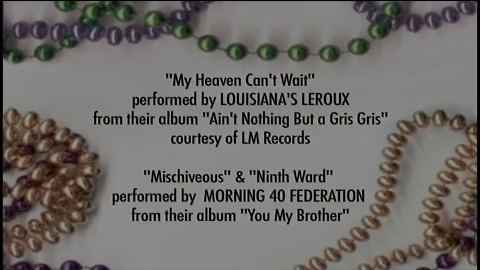 "My Heaven Can't Wait"
performed by LOUISIANA'S LEROUX
from their album "Ain't Nothing But a Gris Gris"
courtesy of LM Records
"Mischiveous" & "Ninth Ward"
performed by MORNING 40 FEDERATION
from their album "You My Brother"